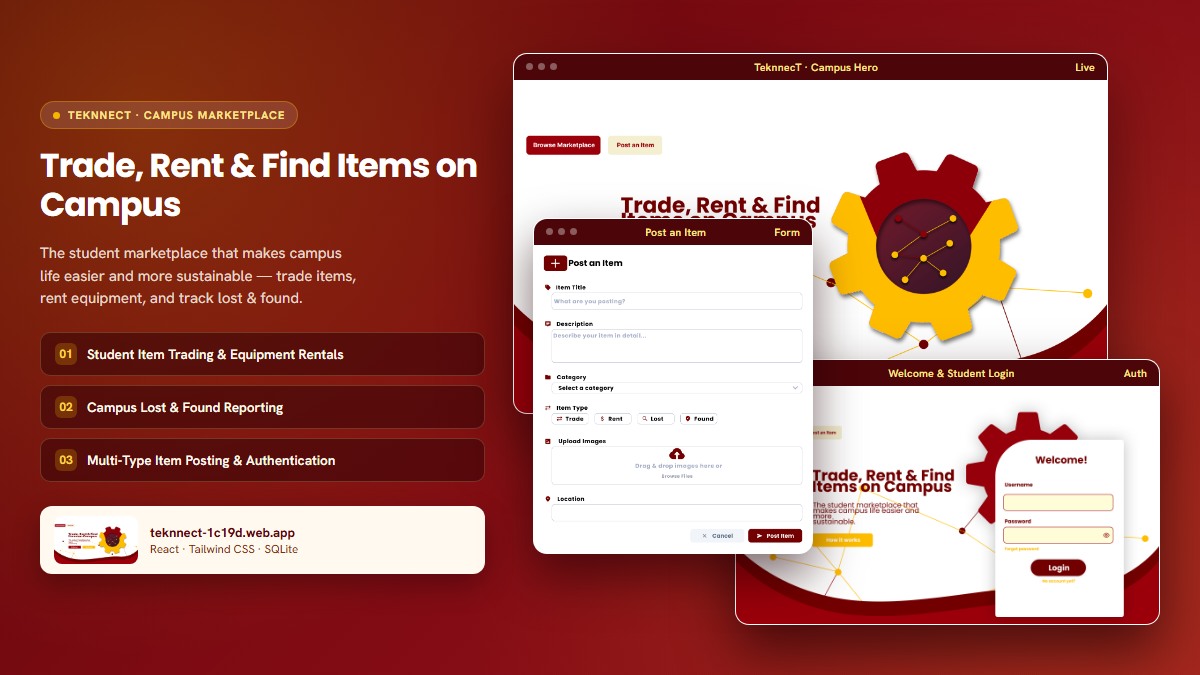 TEKNNECT · CAMPUS MARKETPLACE
Trade, Rent & Find Items on
Campus
The student marketplace that makes campus
life easier and more sustainable — trade items,
rent equipment, and track lost & found.
01 Student Item Trading & Equipment Rentals
02 Campus Lost & Found Reporting
03 Multi-Type Item Posting & Authentication
teknnect-1c19d.web.app
React · Tailwind CSS · SQLite
TeknnecT · Campus Hero
Live
Browse Marketplace
Post an Item
Trade, Rent & Find
Items on Campus
Post an Item
Form
Post an Item
Item Title
What are you posting?
Description
Describe your item in detail...
Category
Select a category
Item Type
Trade
Rent
Lost
Found
Upload Images
Drag & drop images here or
Browse Files
Location
Cancel
Post Item
Welcome & Student Login
Auth
Trade, Rent & Find
Items on Campus
The student marketplace that
makes campus life easier and
more
sustainable.
How it works
Welcome!
Username
Password
Forgot password?
Login
No account yet?